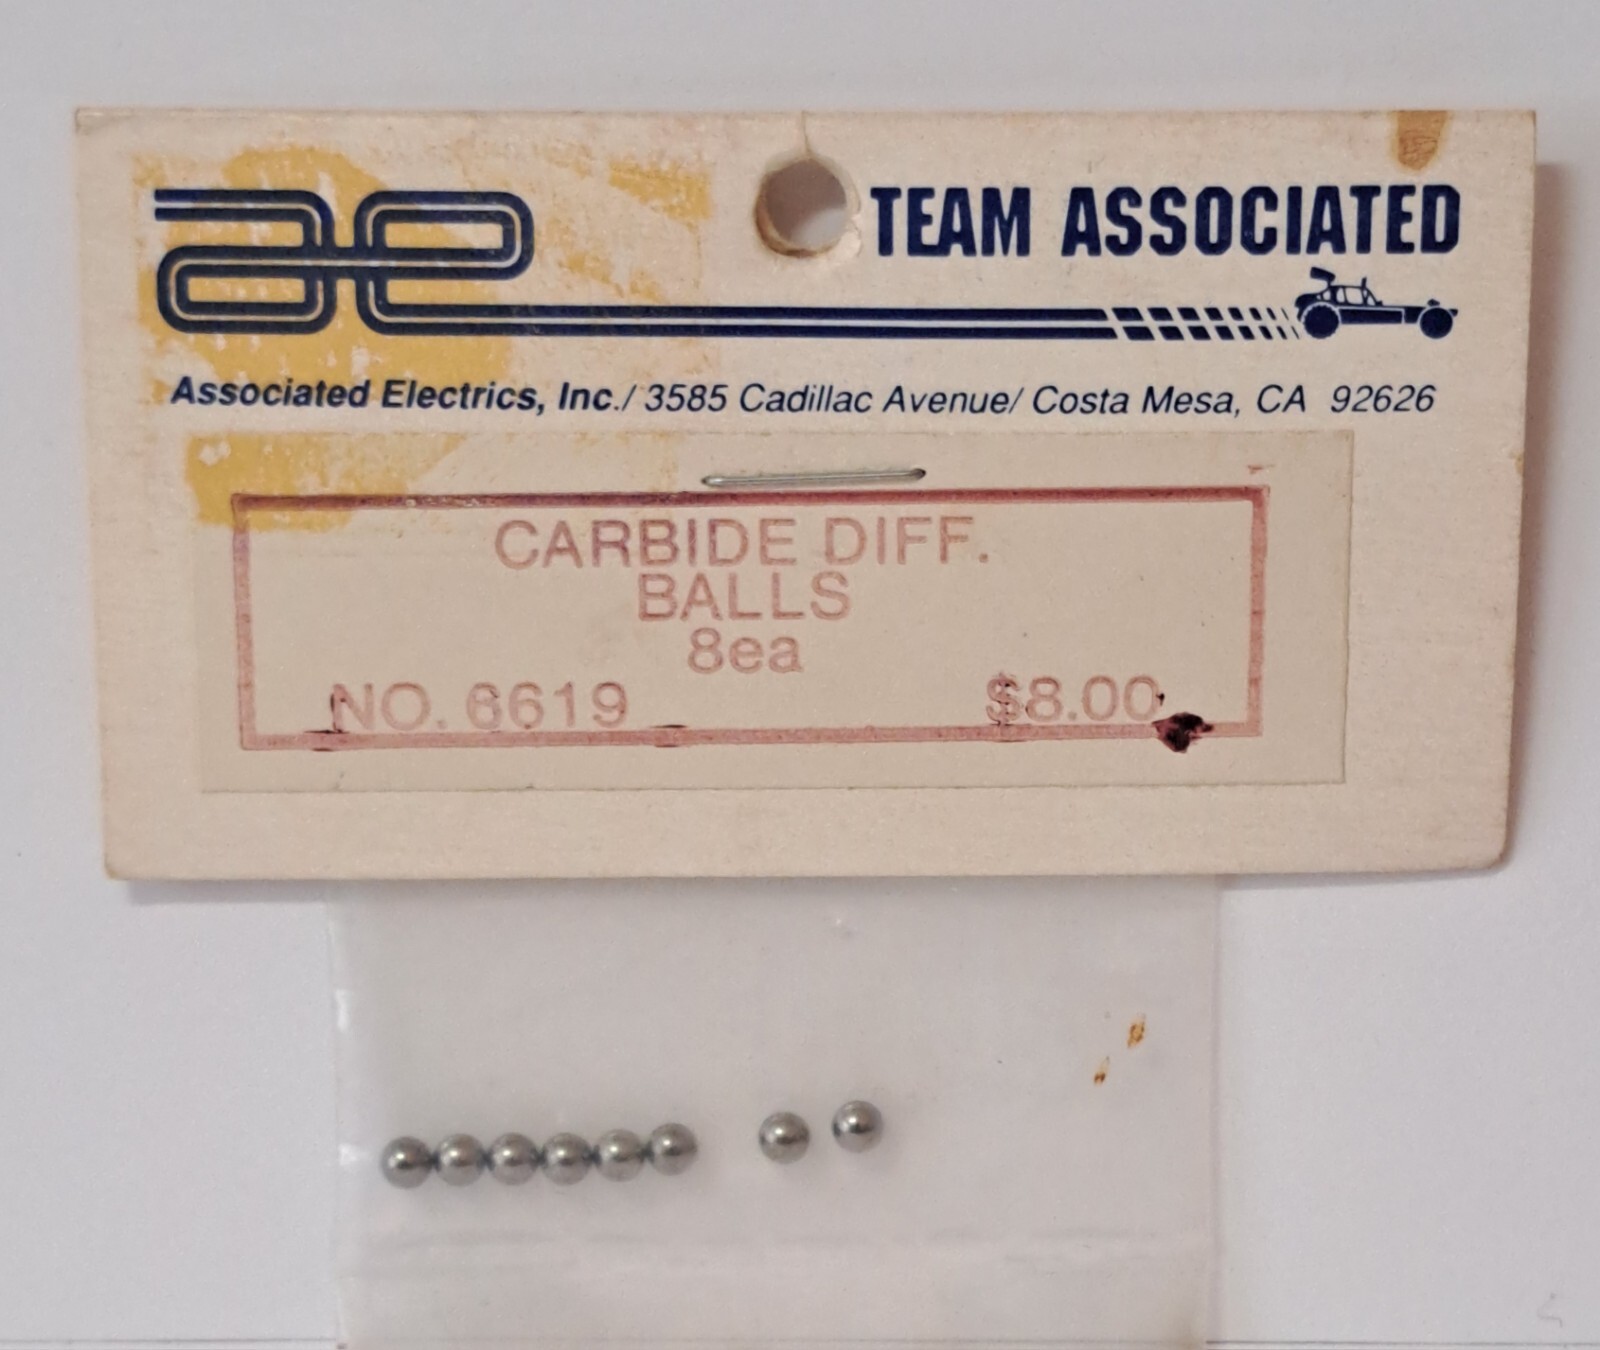 ae
TEAM ASSOCIATED
Associated Electrics, Inc./ 3585 Cadillac Avenue/ Costa Mesa, CA 92626
CARBIDE DIFF.
BALLS
8ea
NO. 6619 $8.00